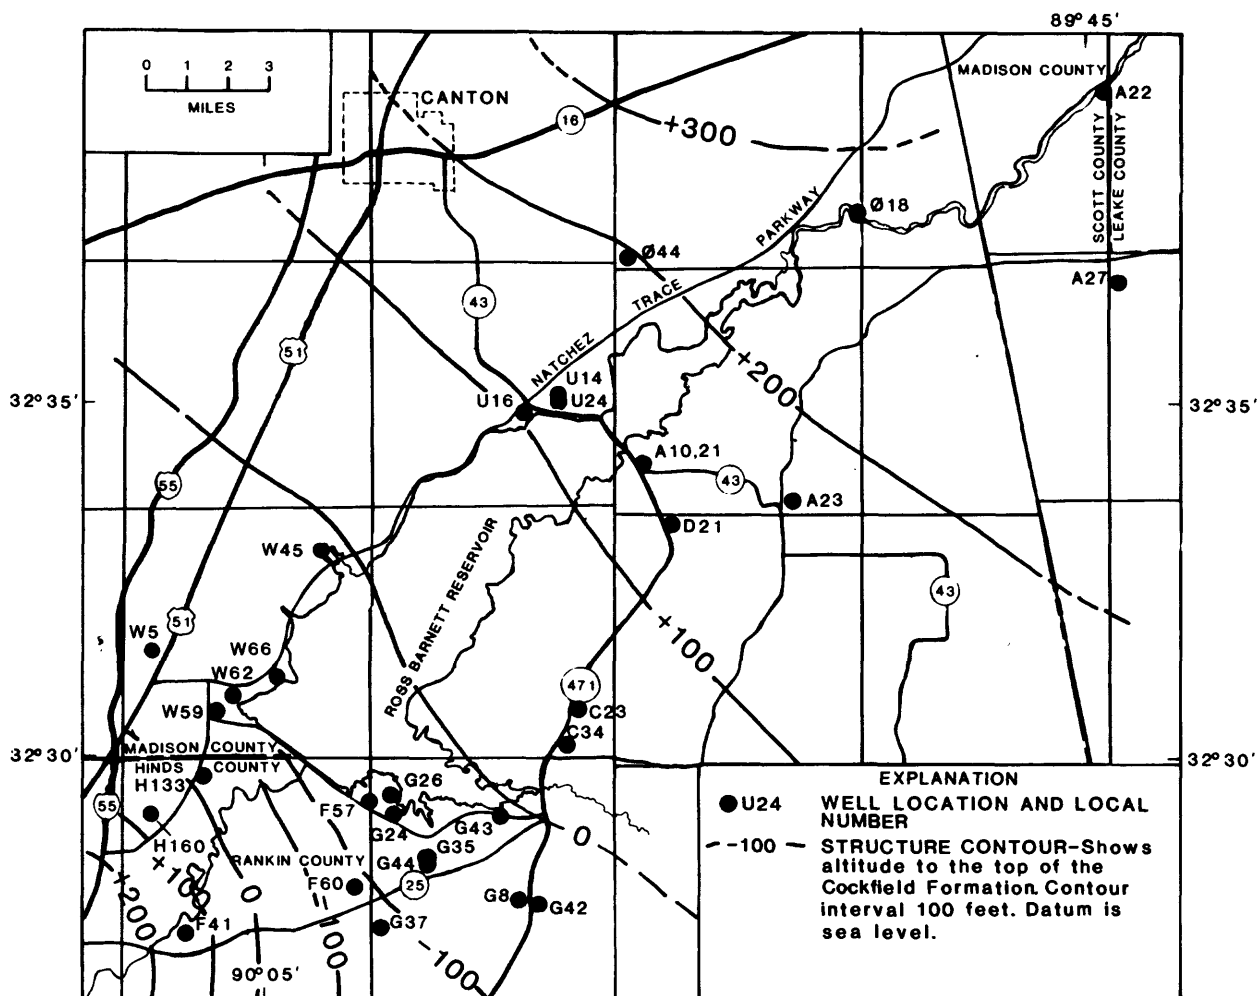 89°45'
0 1 2 3
MILES
CANTON
16
+300
MADISON COUNTY
A22
SCOTT COUNTY
LEAKE COUNTY
Ø18
PARKWAY
Ø44
A27
TRACE
43
NATCHEZ
51
+200
U14
U24
U16
32°35'
32°35'
A10,21
43
55
A23
D21
W45
ROSS BARNETT RESERVOIR
43
51
W5
+100
W66
W62
471
W59
C23
C34
32°30'
32°30'
MADISON COUNTY
HINDS COUNTY
H133
G26
F57
G24
G43
0
55
H160
G35
G44
RANKIN COUNTY
+100
0
-100
F60
25
+200
G8
G42
F41
G37
-100
90°05'
EXPLANATION
U24 WELL LOCATION AND LOCAL
NUMBER
-100 STRUCTURE CONTOUR-Shows
altitude to the top of the
Cockfield Formation. Contour
interval 100 feet. Datum is
sea level.